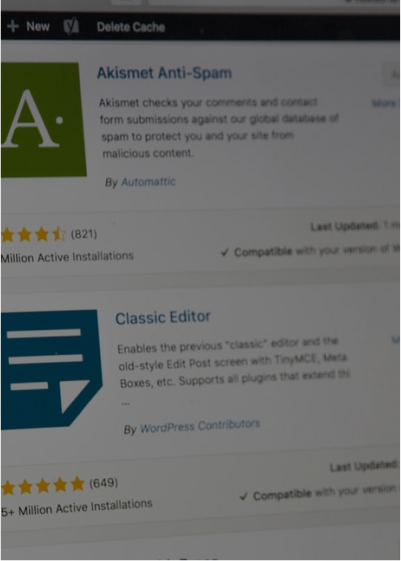 + New Delete Cache
Akismet Anti-Spam
A·
Akismet checks your comments and contact
form submissions against our global database of
spam to protect you and your site from
malicious content.
More
By Automattic
(821)
Last Updated: 1 m
Million Active Installations
✓ Compatible with your version of W
Classic Editor
Enables the previous "classic" editor and the
old-style Edit Post screen with TinyMCE, Meta
Boxes, etc. Supports all plugins that extend thi
...
By WordPress Contributors
(649)
Last Updated:
5+ Million Active Installations
✓ Compatible with your version